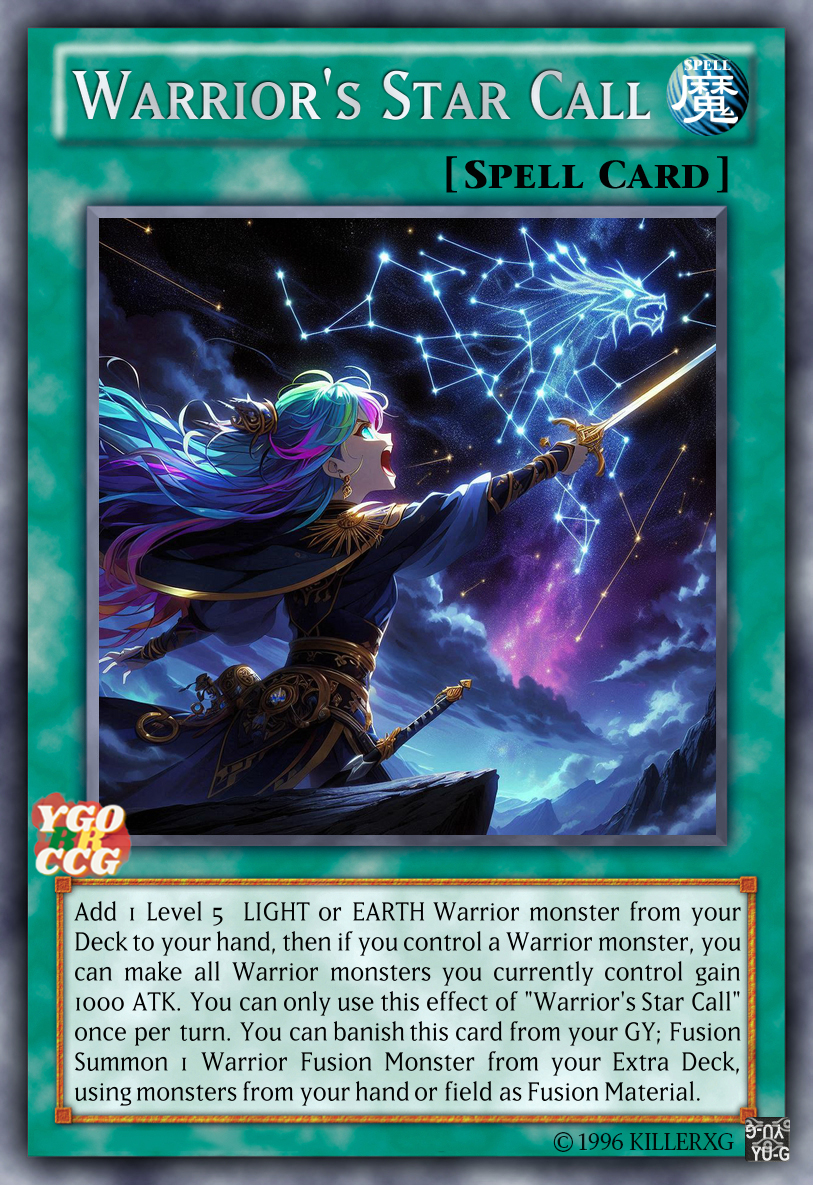 Warrior's Star Call
SPELL
魔
[Spell Card]
YGO
RR
CCG
Add 1 Level 5 LIGHT or EARTH Warrior monster from your
Deck to your hand, then if you control a Warrior monster, you
can make all Warrior monsters you currently control gain
1000 ATK. You can only use this effect of "Warrior's Star Call"
once per turn. You can banish this card from your GY; Fusion
Summon 1 Warrior Fusion Monster from your Extra Deck,
using monsters from your hand or field as Fusion Material.
© 1996 KILLERXG
YU-G